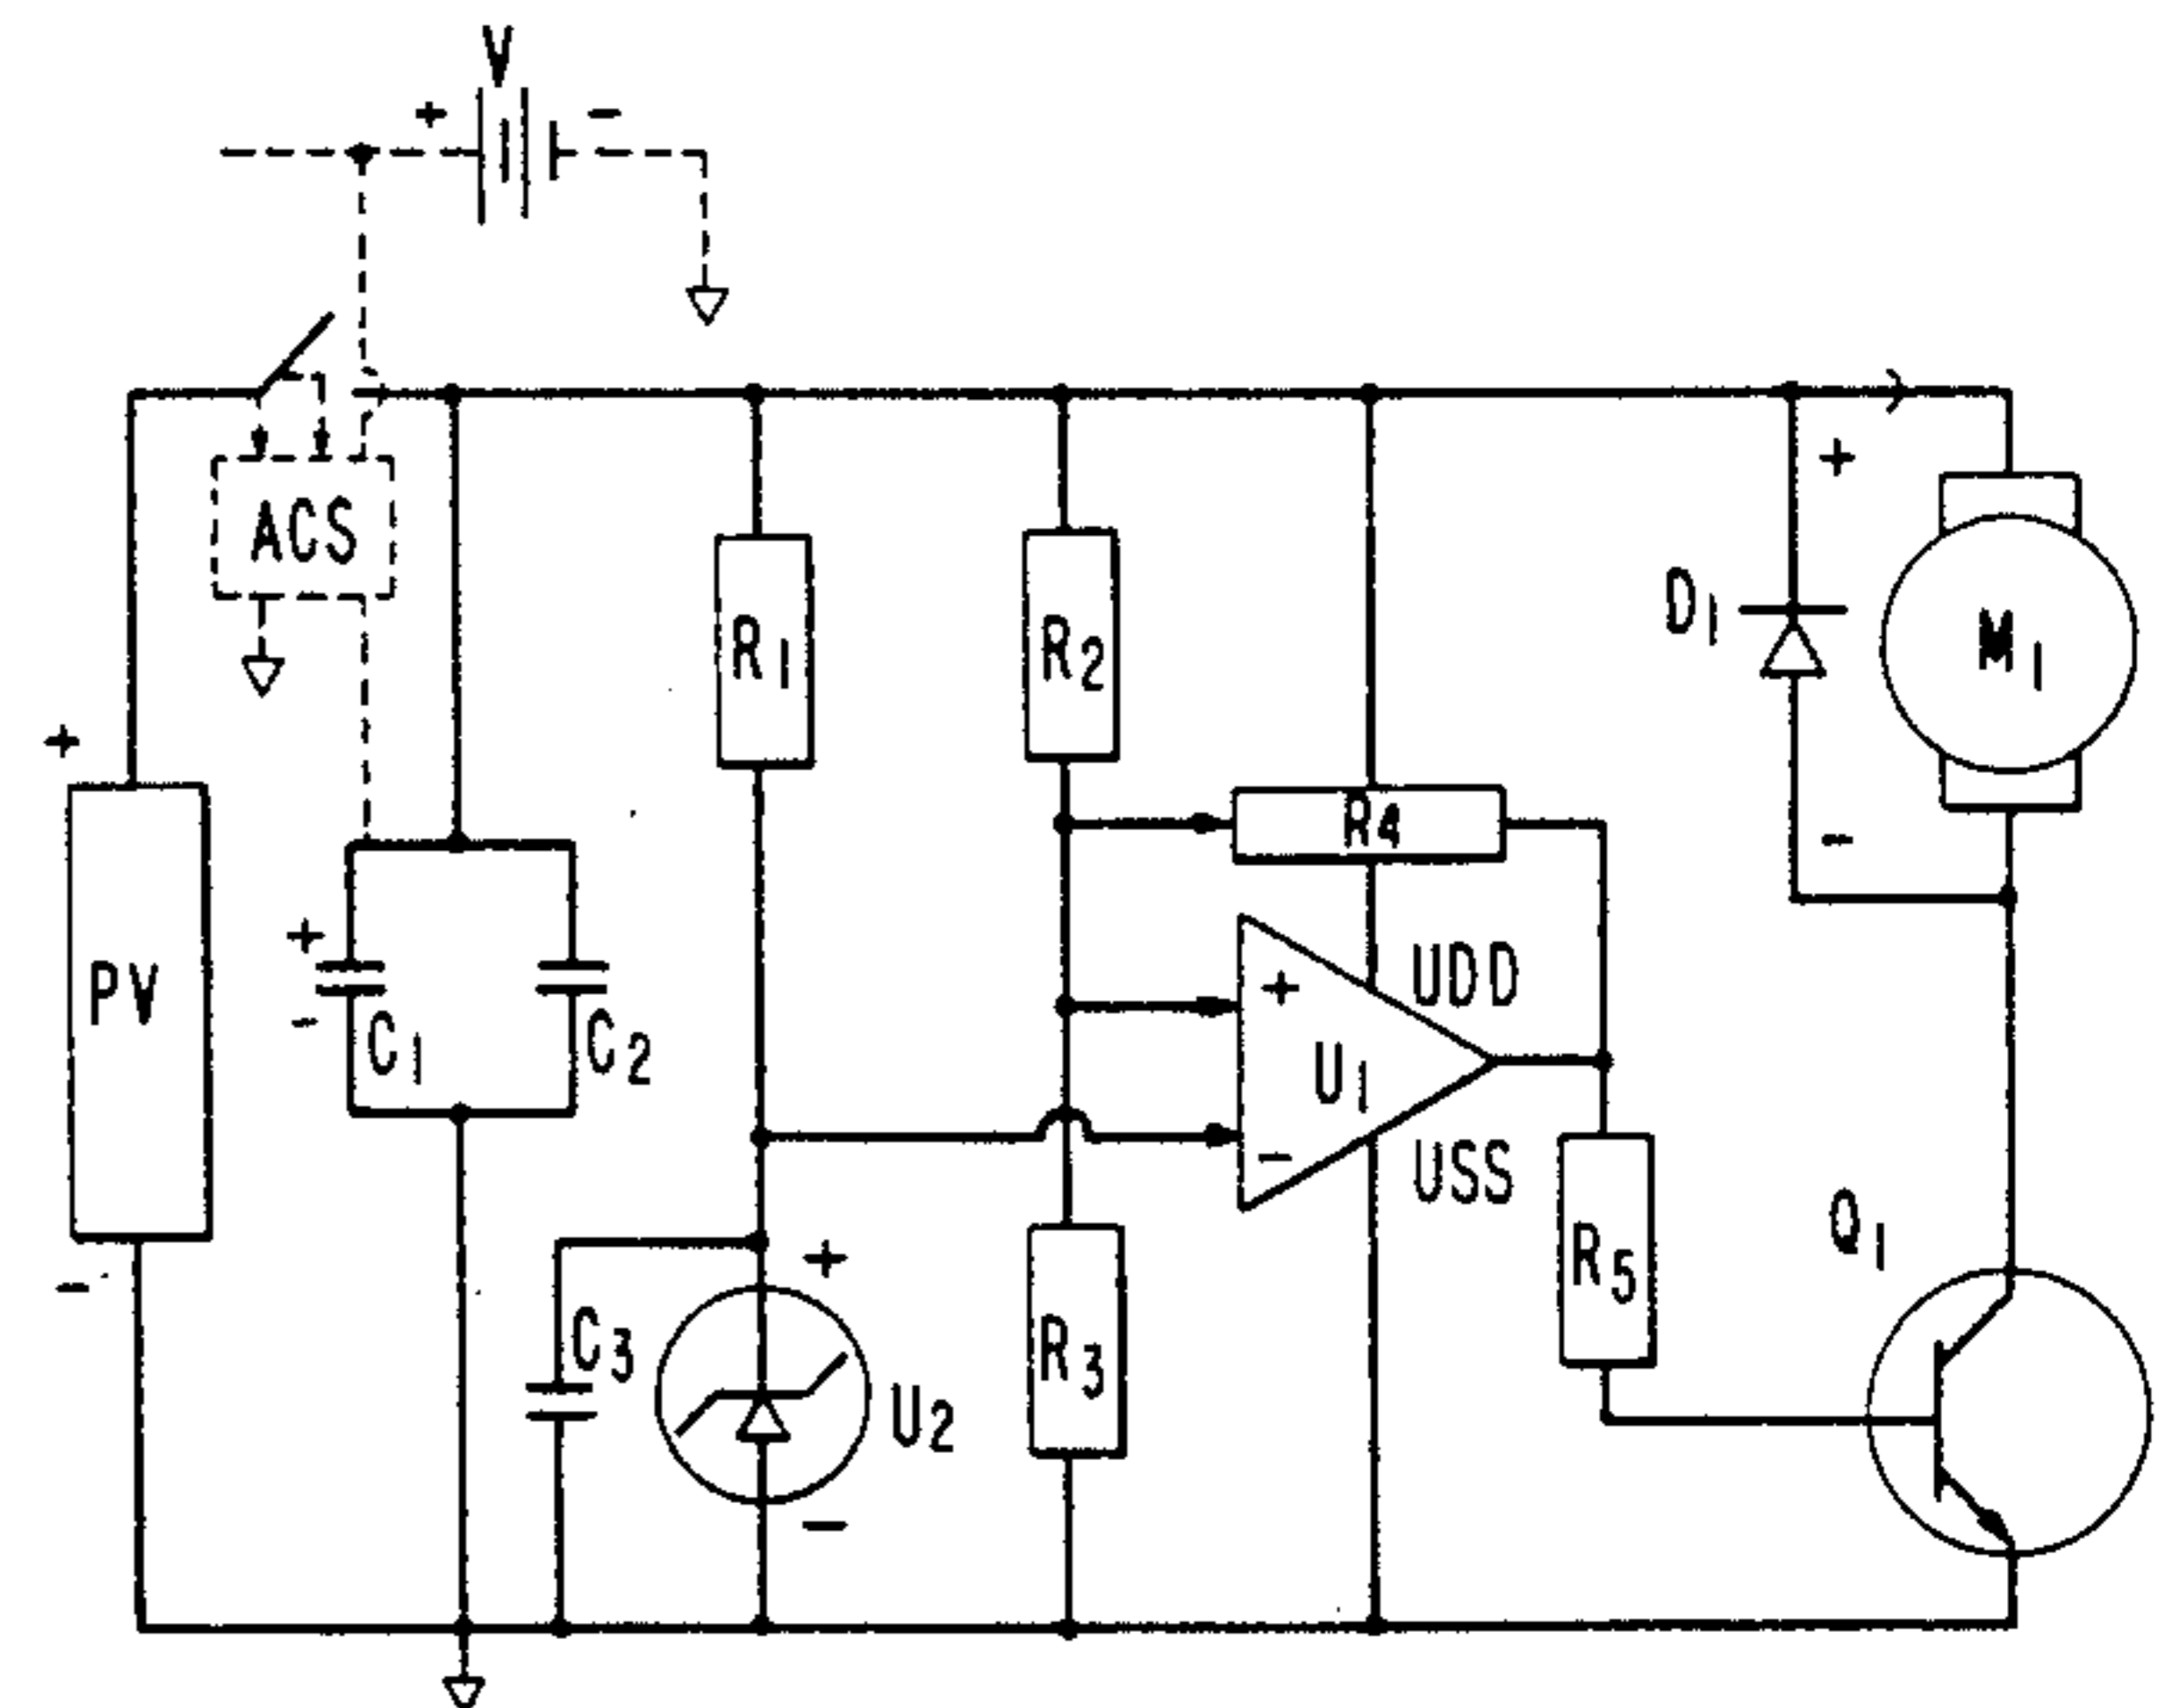 V
+ -
ACS
R1
R2
D1
+
M1
-
+
PV
-
R4
+
-
C1
C2
+
-
U1
UDD
USS
R5
Q1
C3
+
U2
-
R3